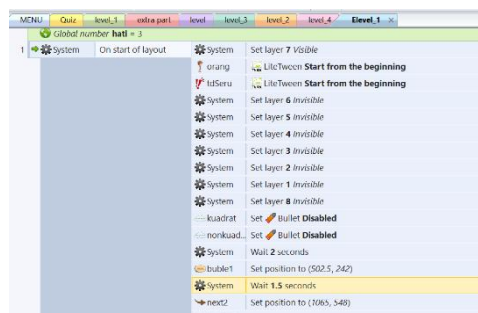 MENU Quiz level_1 extra part level level_3 level_2 level_4 Elevel_1 ×
Global number hati = 3
1 System On start of layout System Set layer 7 Visible
orang LiteTween Start from the beginning
tdSeru LiteTween Start from the beginning
System Set layer 6 Invisible
System Set layer 5 Invisible
System Set layer 4 Invisible
System Set layer 3 Invisible
System Set layer 2 Invisible
System Set layer 1 Invisible
System Set layer 8 Invisible
kuadrat Set Bullet Disabled
nonkuad... Set Bullet Disabled
System Wait 2 seconds
buble1 Set position to (502.5, 242)
System Wait 1.5 seconds
next2 Set position to (1065, 548)